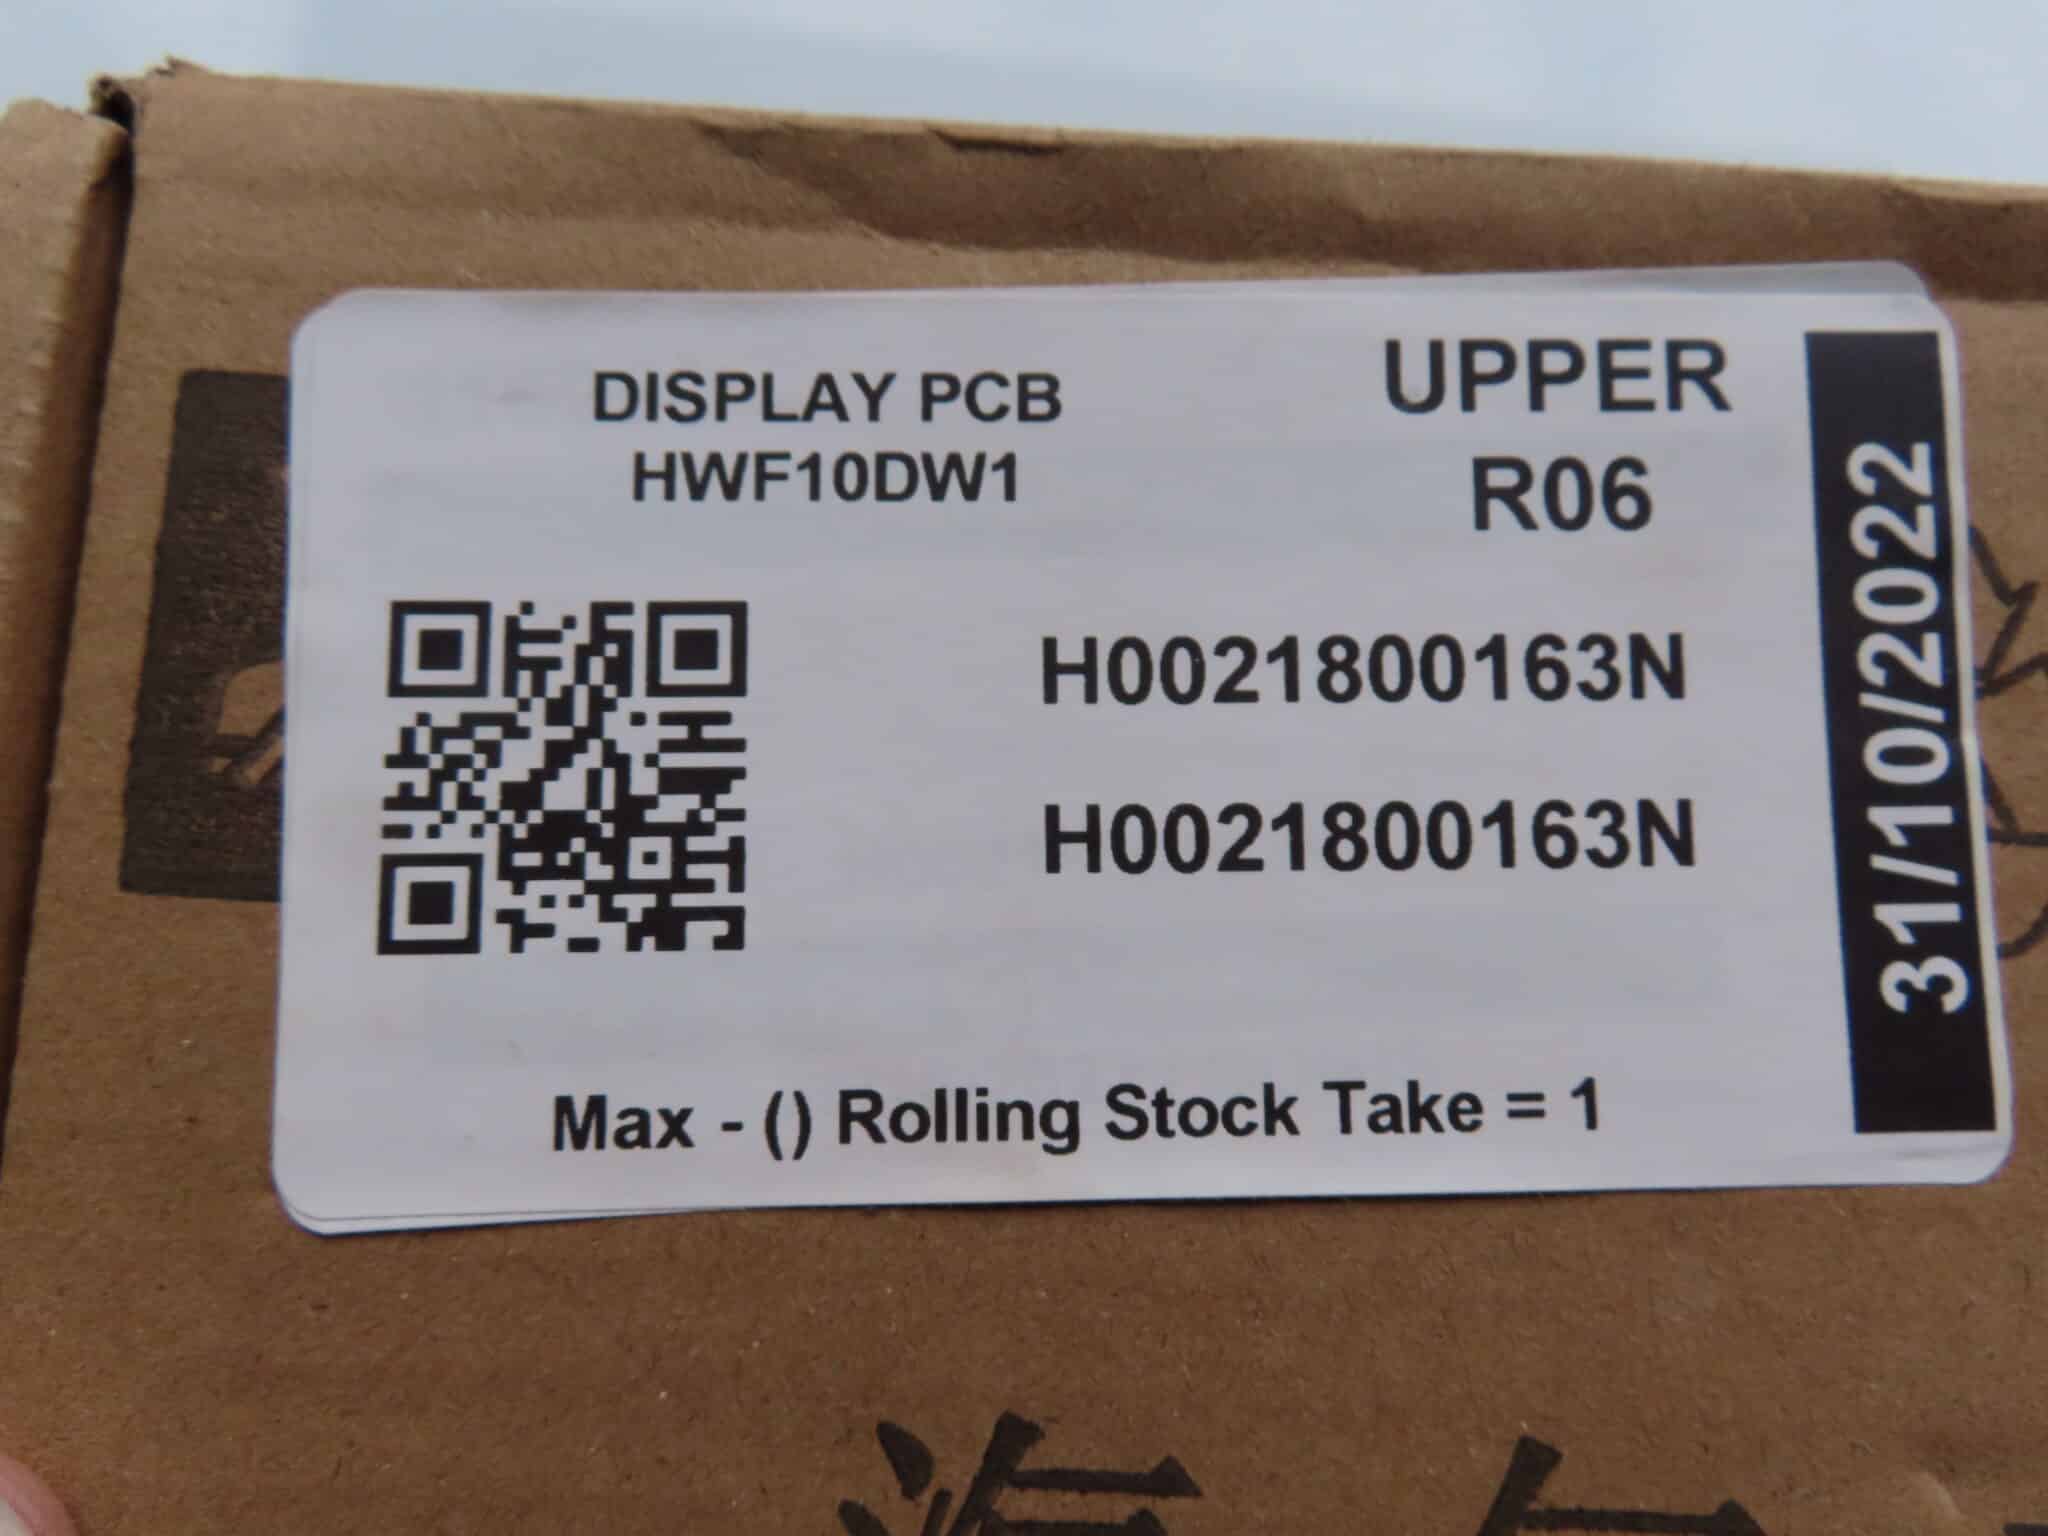 DISPLAY PCB
HWF10DW1
UPPER
R06
H0021800163N
H0021800163N
31/10/2022
Max - () Rolling Stock Take = 1